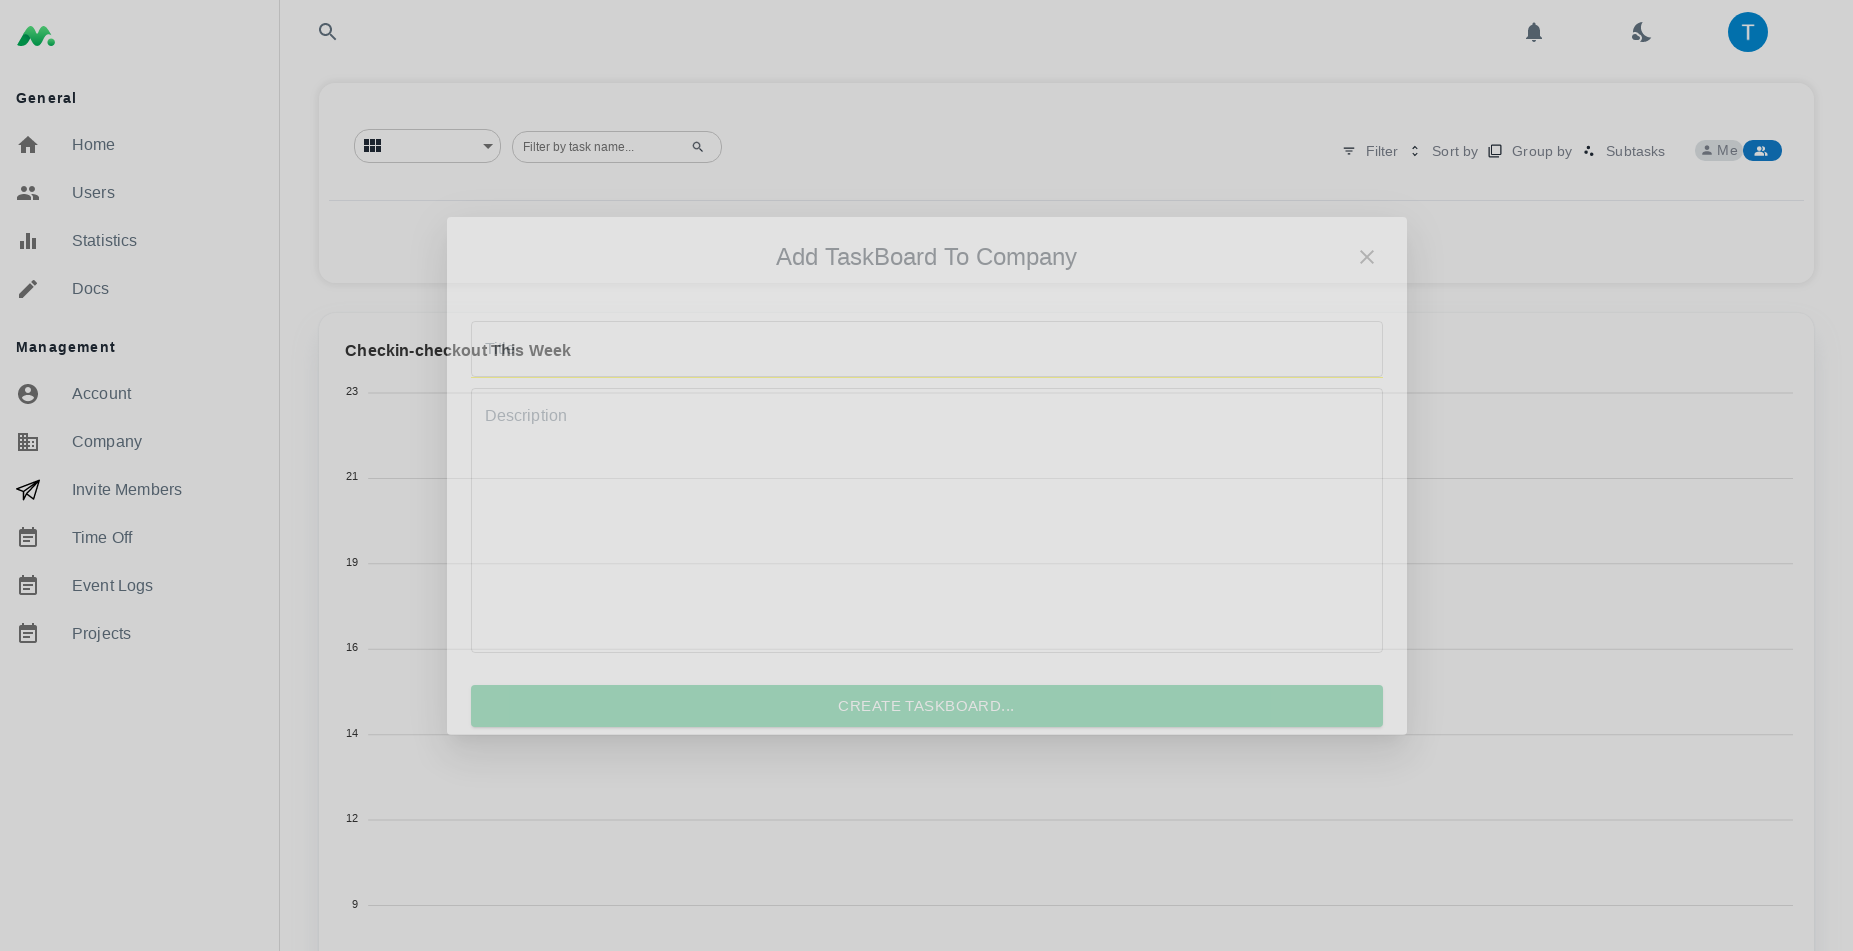 T
General
Home
Users
Statistics
Docs
Management
Account
Company
Invite Members
Time Off
Event Logs
Projects
Filter by task name...
Filter
Sort by
Group by
Subtasks
Me
Add TaskBoard To Company
Title
Checkin-checkout This Week
Description
CREATE TASKBOARD...
23
21
19
16
14
12
9